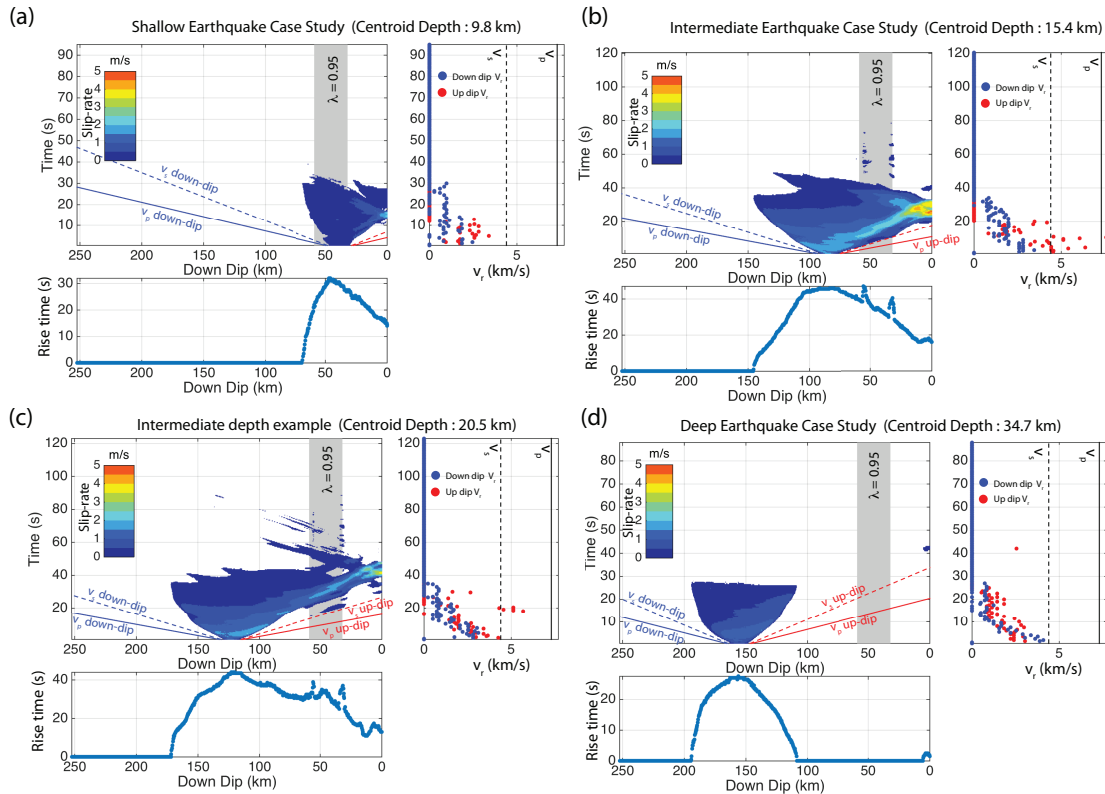 (a)
Shallow Earthquake Case Study (Centroid Depth : 9.8 km)
m/s
5
4
3
2
1
0
Slip-rate
λ = 0.95
v_s down-dip
v_p down-dip
Time (s)
90
80
70
60
50
40
30
20
10
250 200 150 100 50 0
Down Dip (km)
V_s
V_p
Down dip V_r
Up dip V_r
0 5
v_r (km/s)
Rise time (s)
30
20
10
0
250 200 150 100 50 0
Down Dip (km)
(b)
Intermediate Earthquake Case Study (Centroid Depth : 15.4 km)
m/s
5
4
3
2
1
0
Slip-rate
λ = 0.95
v_s down-dip
v_p down-dip
v_p up-dip
Time (s)
120
100
80
60
40
20
250 200 150 100 50 0
Down Dip (km)
V_s
V_p
Down dip V_r
Up dip V_r
0 5
v_r (km/s)
Rise time (s)
40
20
0
250 200 150 100 50 0
Down Dip (km)
(c)
Intermediate depth example (Centroid Depth : 20.5 km)
m/s
5
4
3
2
1
0
Slip-rate
λ = 0.95
v_s down-dip
v_p down-dip
v_s up-dip
v_p up-dip
Time (s)
120
100
80
60
40
20
250 200 150 100 50 0
Down Dip (km)
V_s
V_p
Down dip V_r
Up dip V_r
0 5
v_r (km/s)
Rise time (s)
40
20
0
250 200 150 100 50 0
Down Dip (km)
(d)
Deep Earthquake Case Study (Centroid Depth : 34.7 km)
m/s
5
4
3
2
1
0
Slip-rate
λ = 0.95
v_s down-dip
v_p down-dip
v_s up-dip
v_p up-dip
Time (s)
80
70
60
50
40
30
20
10
250 200 150 100 50 0
Down Dip (km)
V_s
V_p
Down dip V_r
Up dip V_r
0 5
v_r (km/s)
Rise time (s)
20
10
0
250 200 150 100 50 0
Down Dip (km)